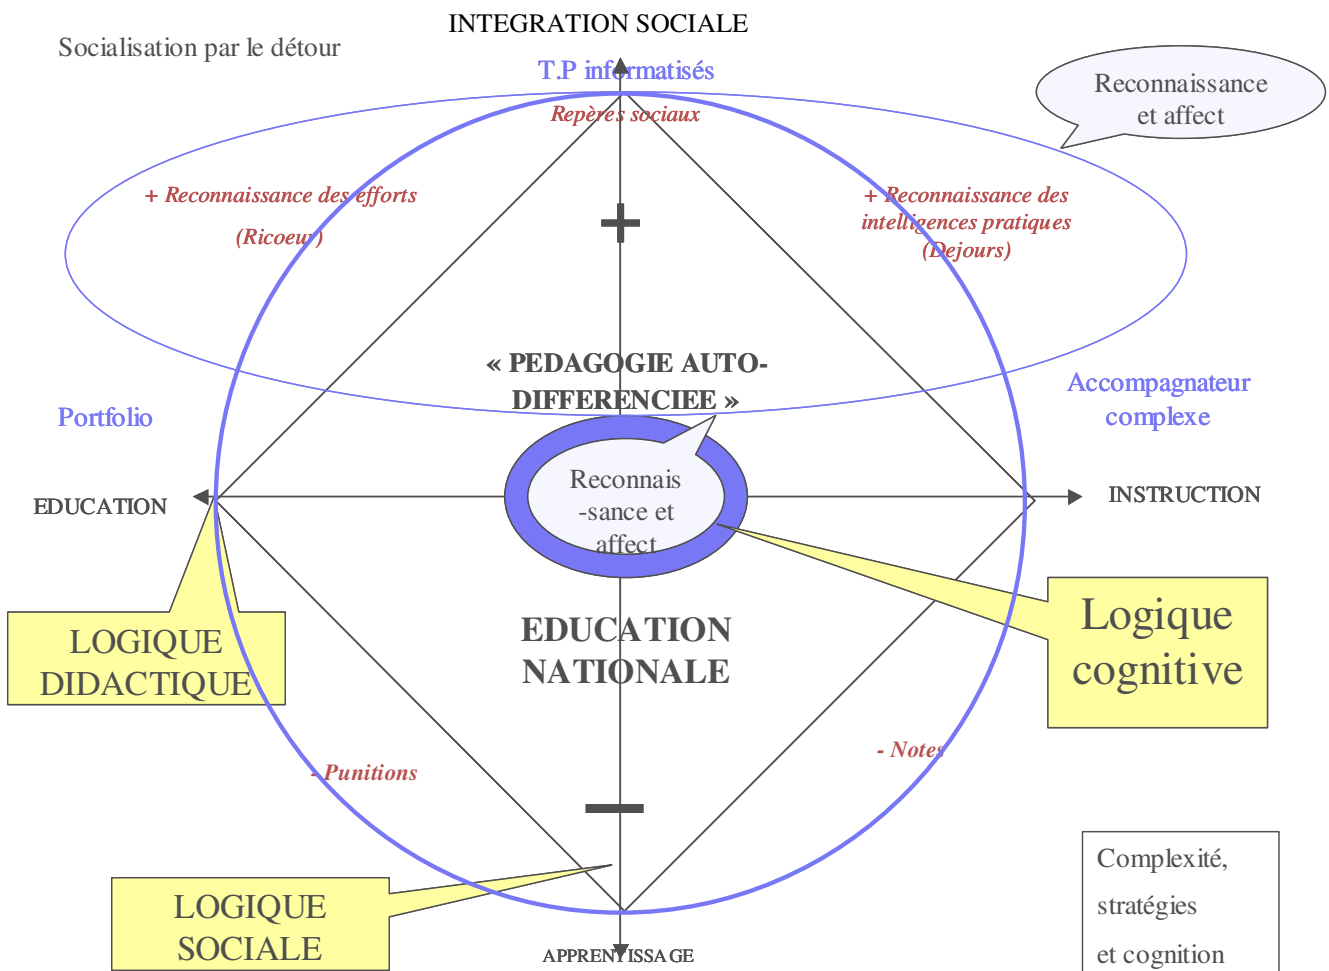 INTEGRATION SOCIALE
Socialisation par le détour
T.P informatisés
Reconnaissance
et affect
Repères sociaux
+ Reconnaissance des efforts
(Ricoeur)
+ Reconnaissance des
intelligences pratiques
(Dejours)
« PEDAGOGIE AUTO-
DIFFERENCIEE »
Accompagnateur
complexe
Portfolio
Reconnais
-sance et
affect
EDUCATION
INSTRUCTION
LOGIQUE
DIDACTIQUE
EDUCATION
NATIONALE
Logique
cognitive
- Punitions
- Notes
LOGIQUE
SOCIALE
APPRENTISSAGE
Complexité,
stratégies
et cognition